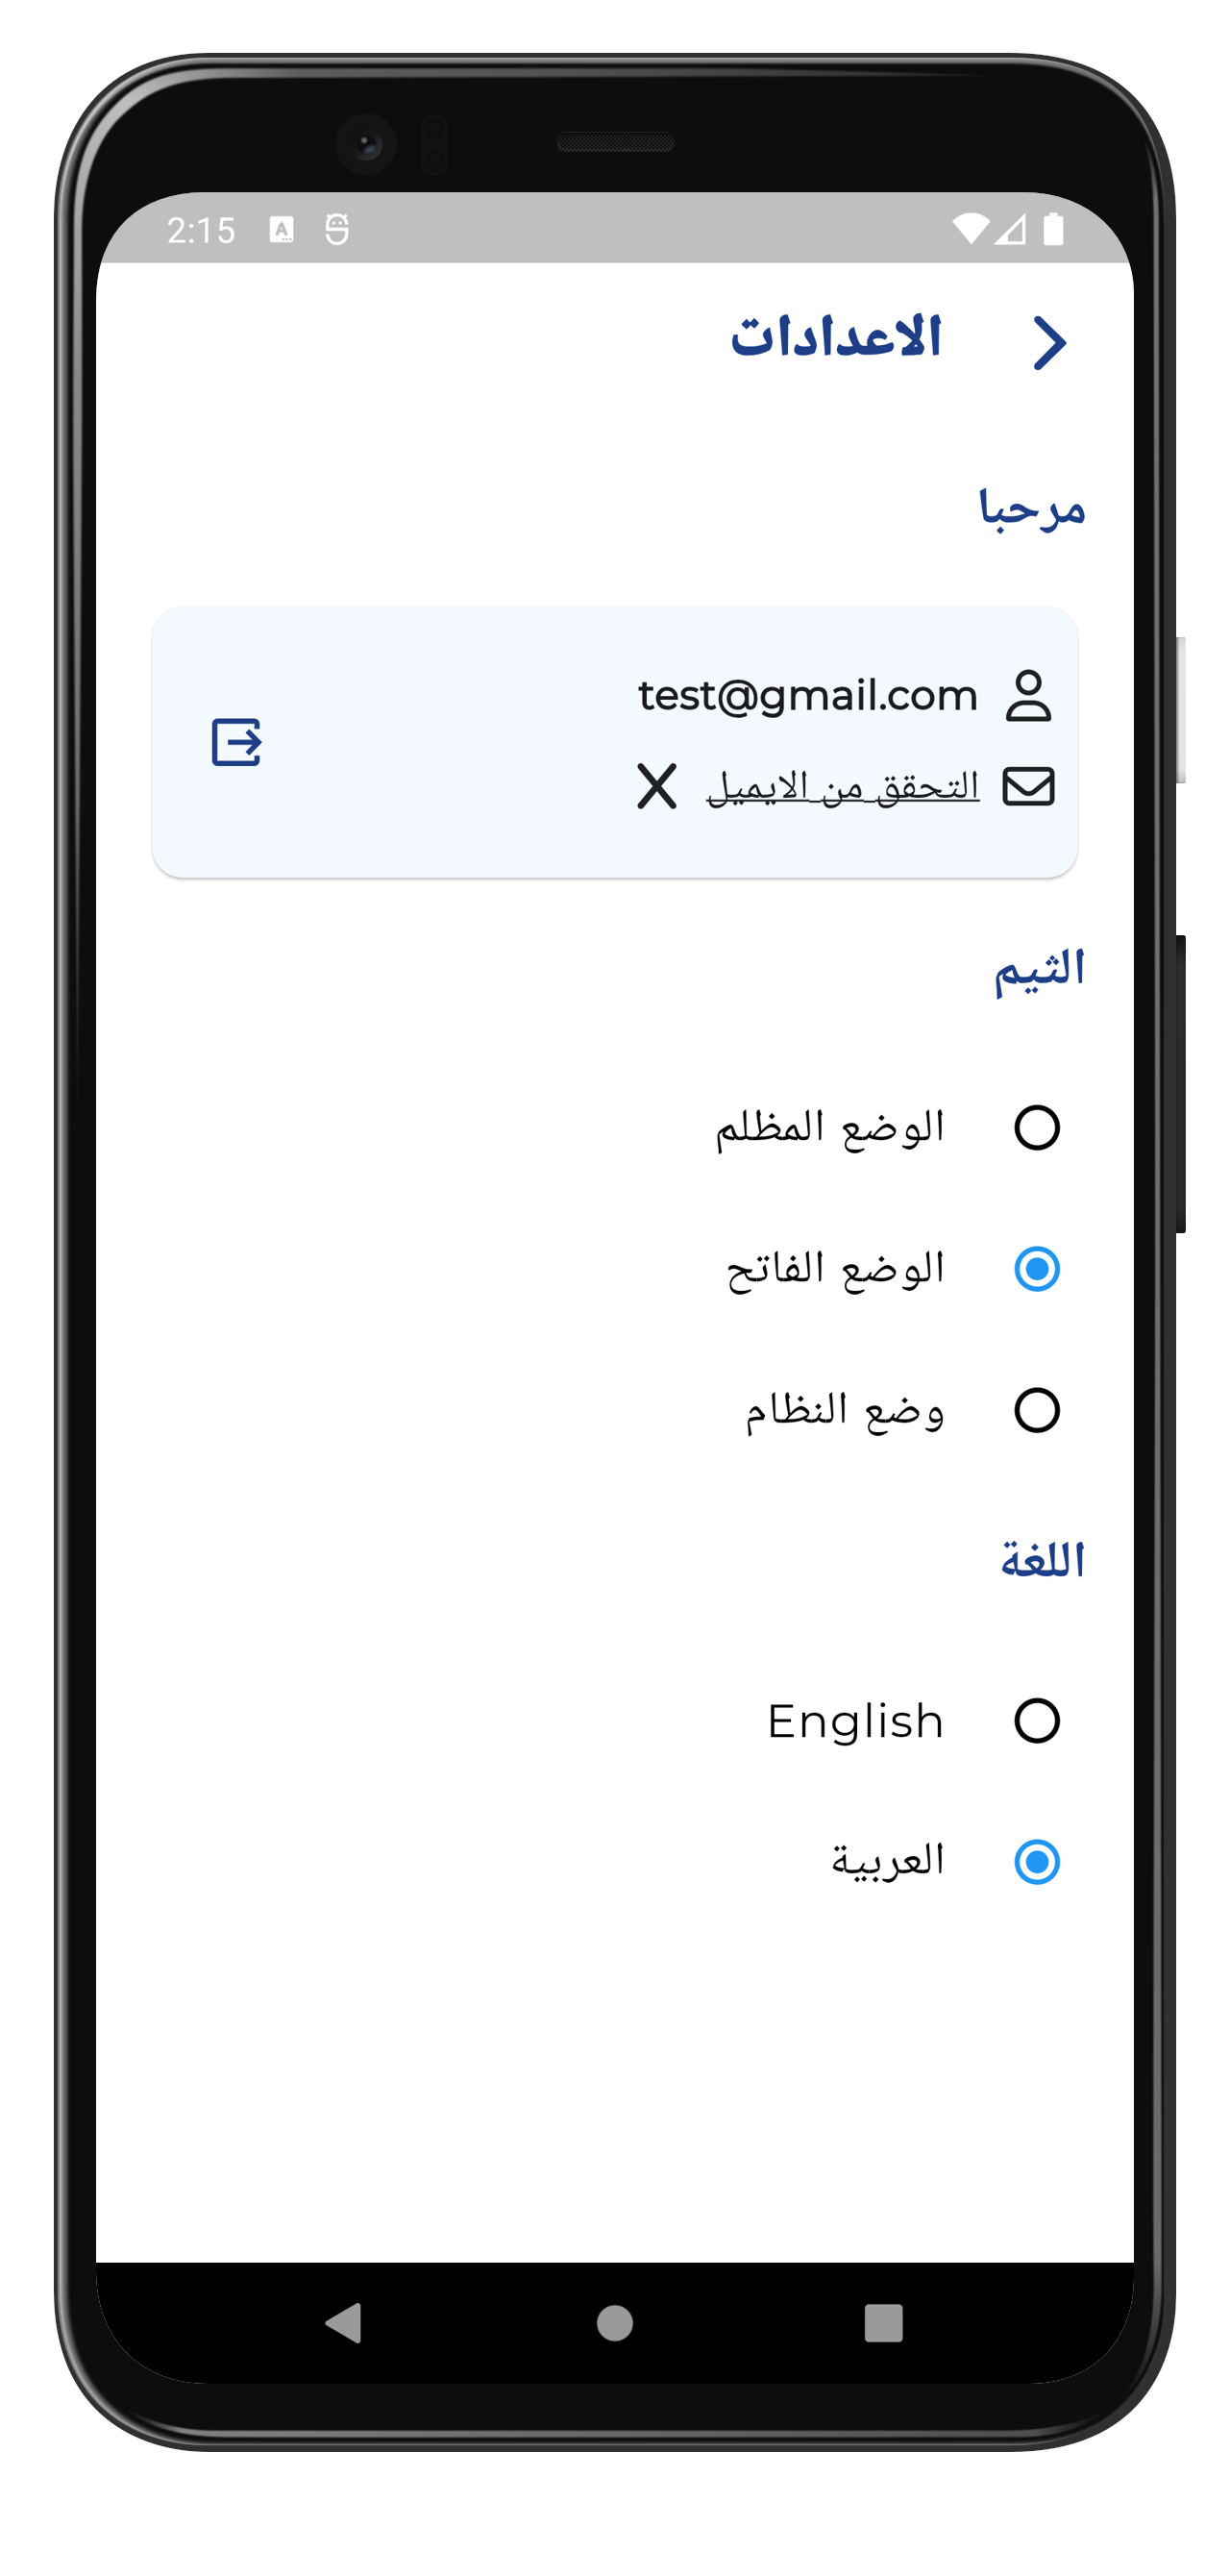 2:15
الاعدادات
مرحبا
test@gmail.com
التحقق من الايميل
الثيم
الوضع المظلم
الوضع الفاتح
وضع النظام
اللغة
English
العربية